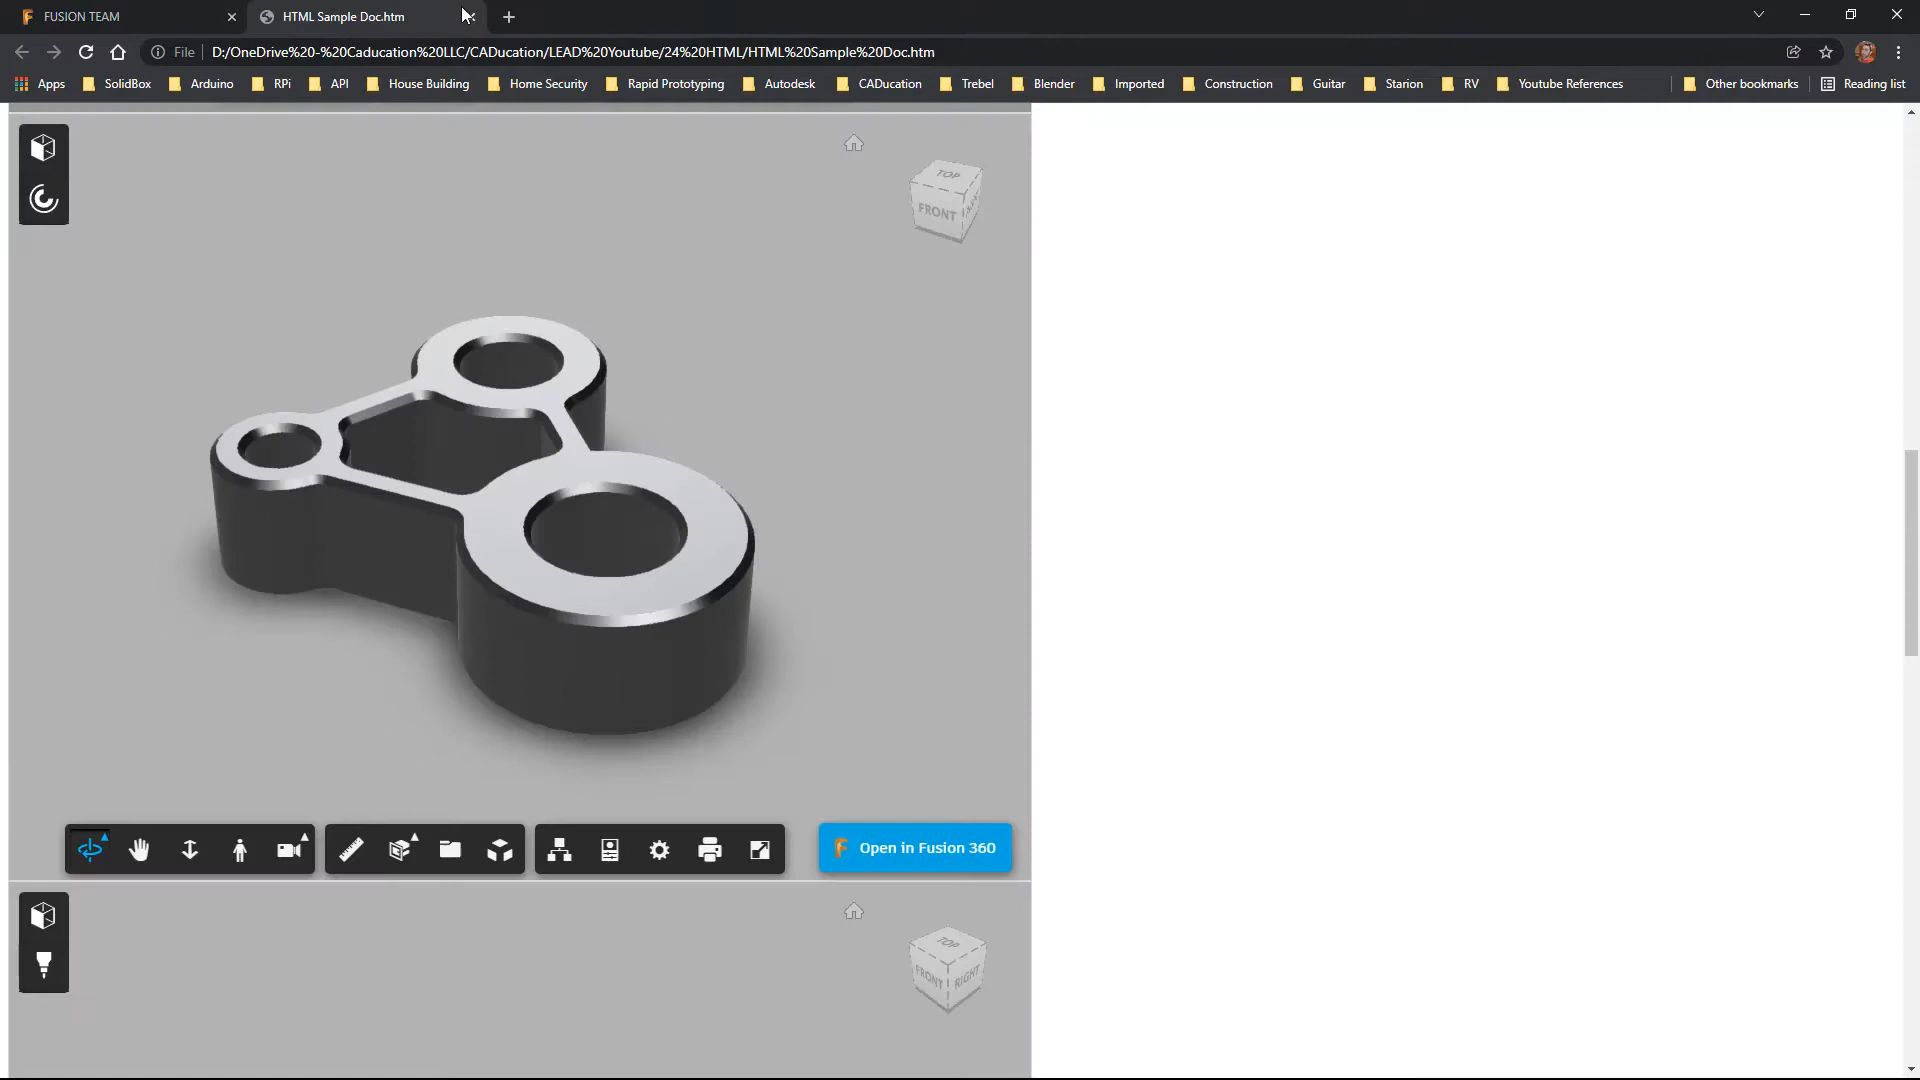 FUSION TEAM
HTML Sample Doc.htm
File
D:/OneDrive%20-%20Caducation%20LLC/CADucation/LEAD%20Youtube/24%20HTML/HTML%20Sample%20Doc.htm
Apps SolidBox Arduino RPi API House Building Home Security Rapid Prototyping Autodesk CADucation Trebel Blender Imported Construction Guitar Starion RV Youtube References Other bookmarks Reading list
TOP
FRONT
Open in Fusion 360
TOP
FRONT RIGHT